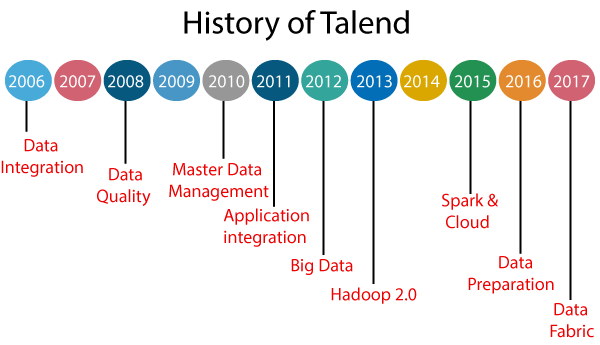 History of Talend
2006 2007 2008 2009 2010 2011 2012 2013 2014 2015 2016 2017
Data
Integration
Data
Quality
Master Data
Management
Application
integration
Big Data
Hadoop 2.0
Spark &
Cloud
Data
Preparation
Data
Fabric